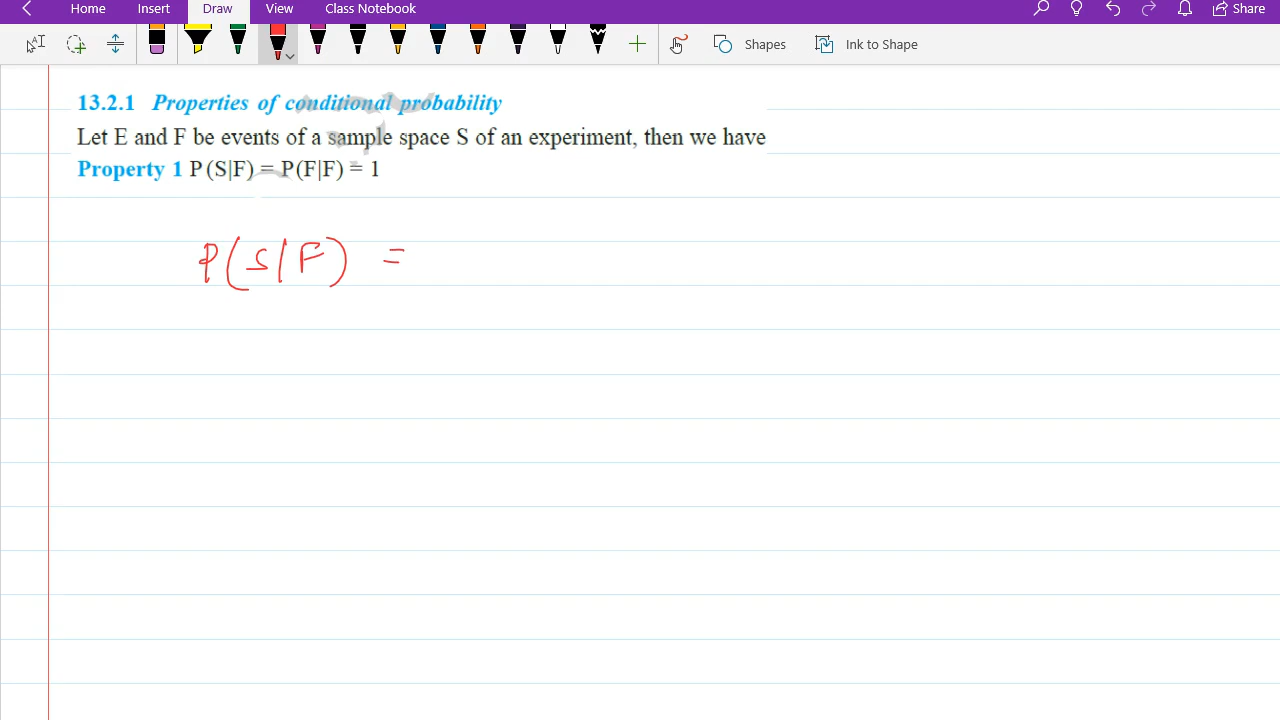 Home Insert Draw View Class Notebook Share
Shapes Ink to Shape
13.2.1 Properties of conditional probability
Let E and F be events of a sample space S of an experiment, then we have
Property 1 P (S|F) = P(F|F) = 1
P(S|F) =